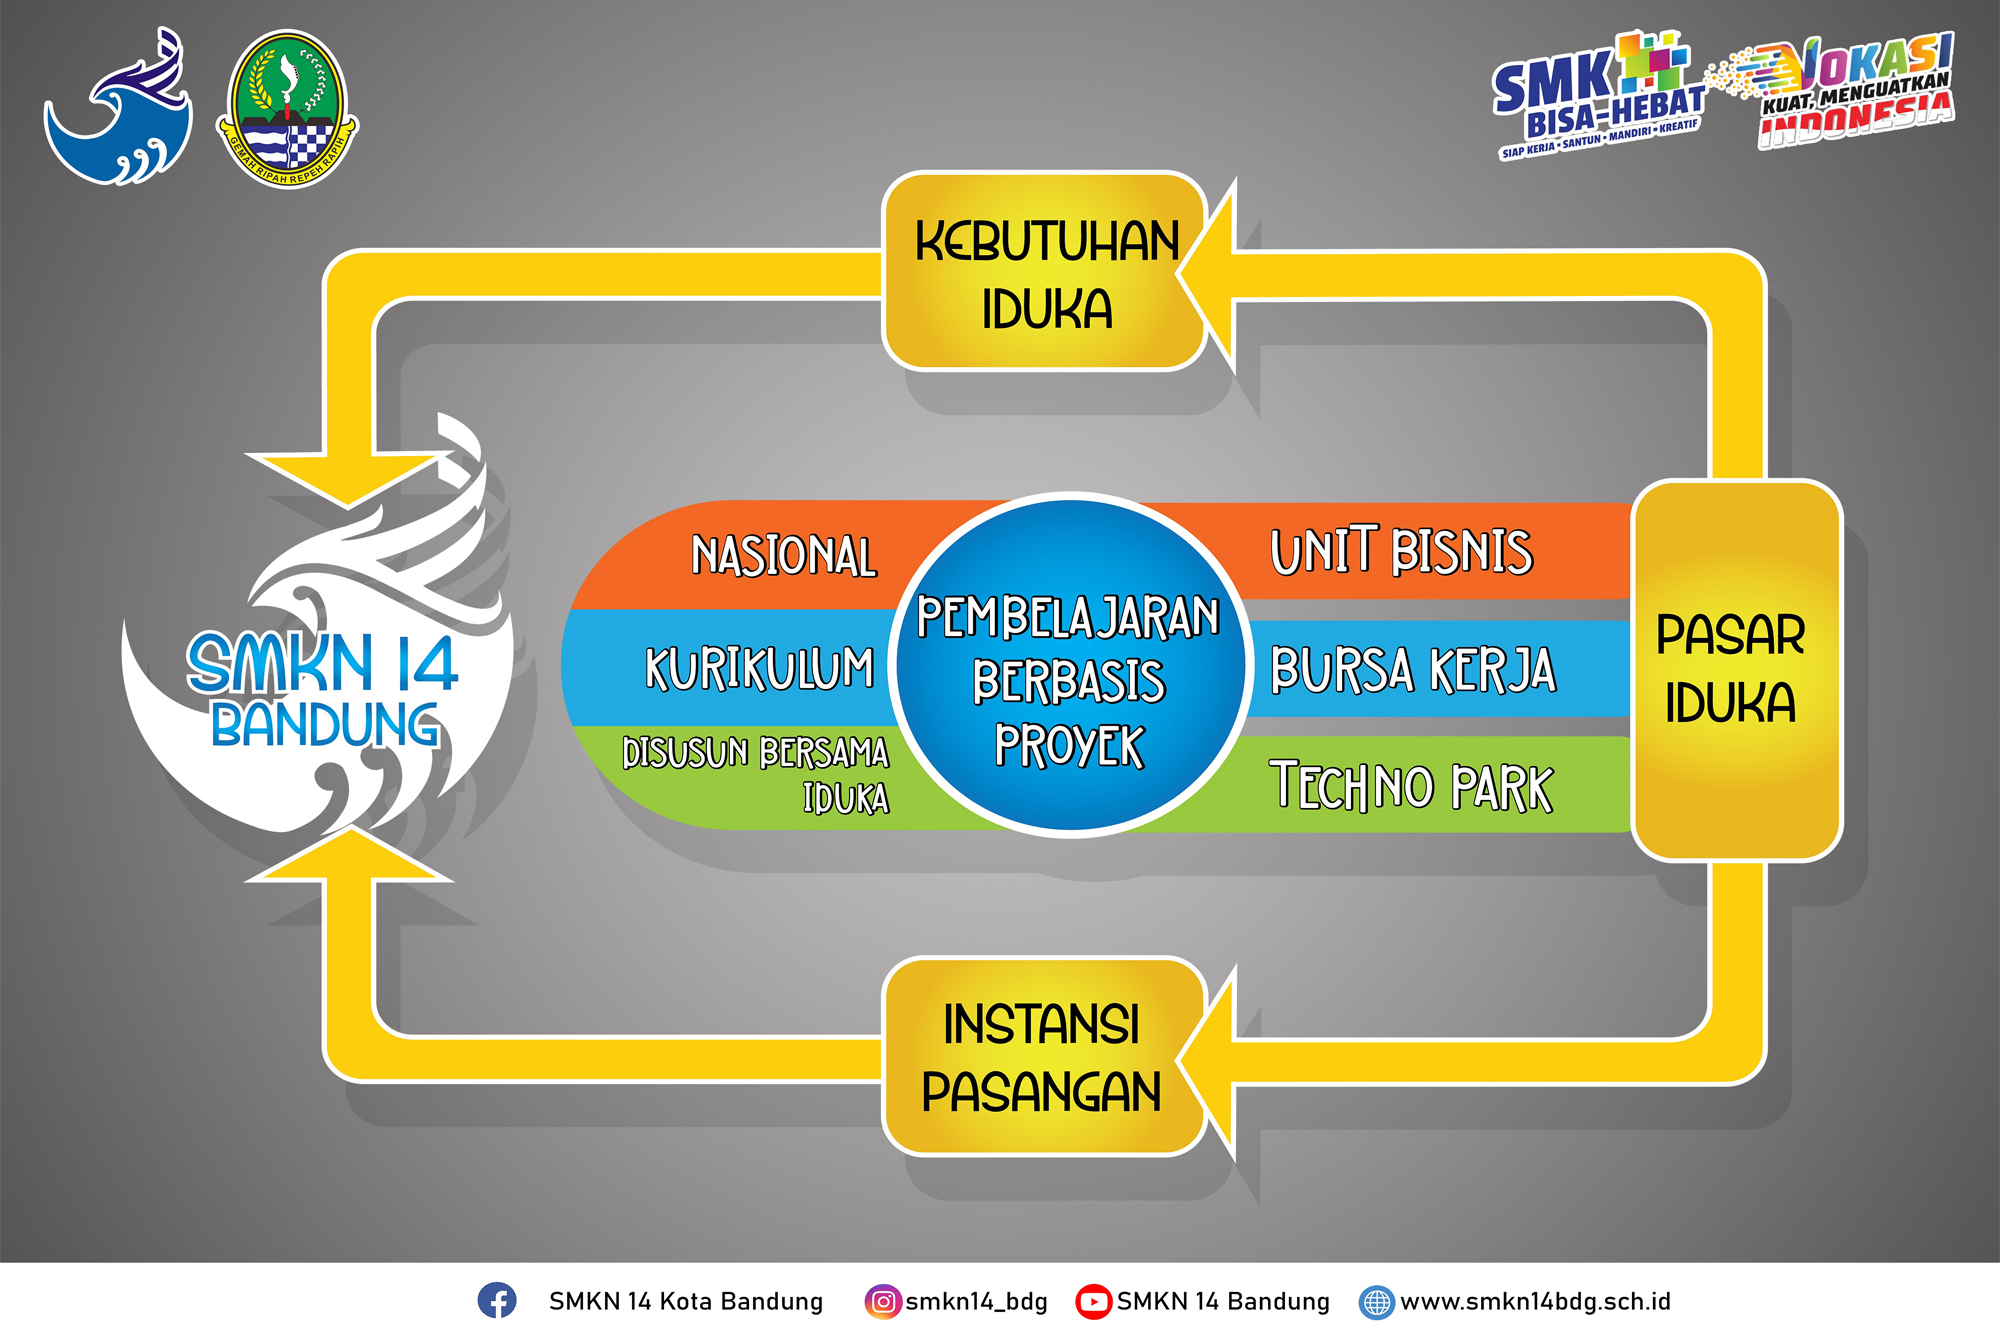 GEMAH RIPAH REPEH RAPIH
SMK
BISA-HEBAT
SIAP KERJA • SANTUN • MANDIRI • KREATIF
VOKASI
KUAT, MENGUATKAN
INDONESIA
KEBUTUHAN
IDUKA
SMKN 14
BANDUNG
NASIONAL
KURIKULUM
DISUSUN BERSAMA
IDUKA
PEMBELAJARAN
BERBASIS
PROYEK
UNIT BISNIS
BURSA KERJA
TECHNO PARK
PASAR
IDUKA
INSTANSI
PASANGAN
SMKN 14 Kota Bandung
smkn14_bdg
SMKN 14 Bandung
www.smkn14bdg.sch.id